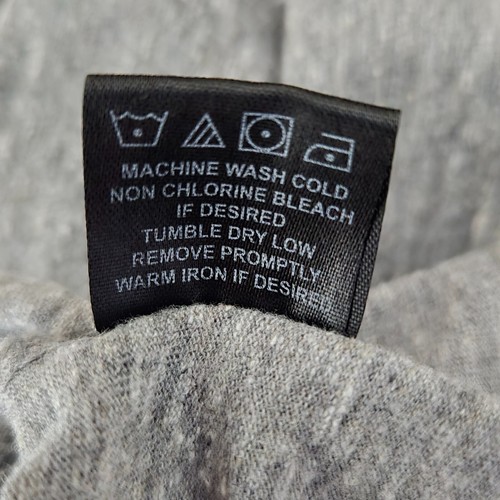 MACHINE WASH COLD
NON CHLORINE BLEACH
IF DESIRED
TUMBLE DRY LOW
REMOVE PROMPTLY
WARM IRON IF DESIRED